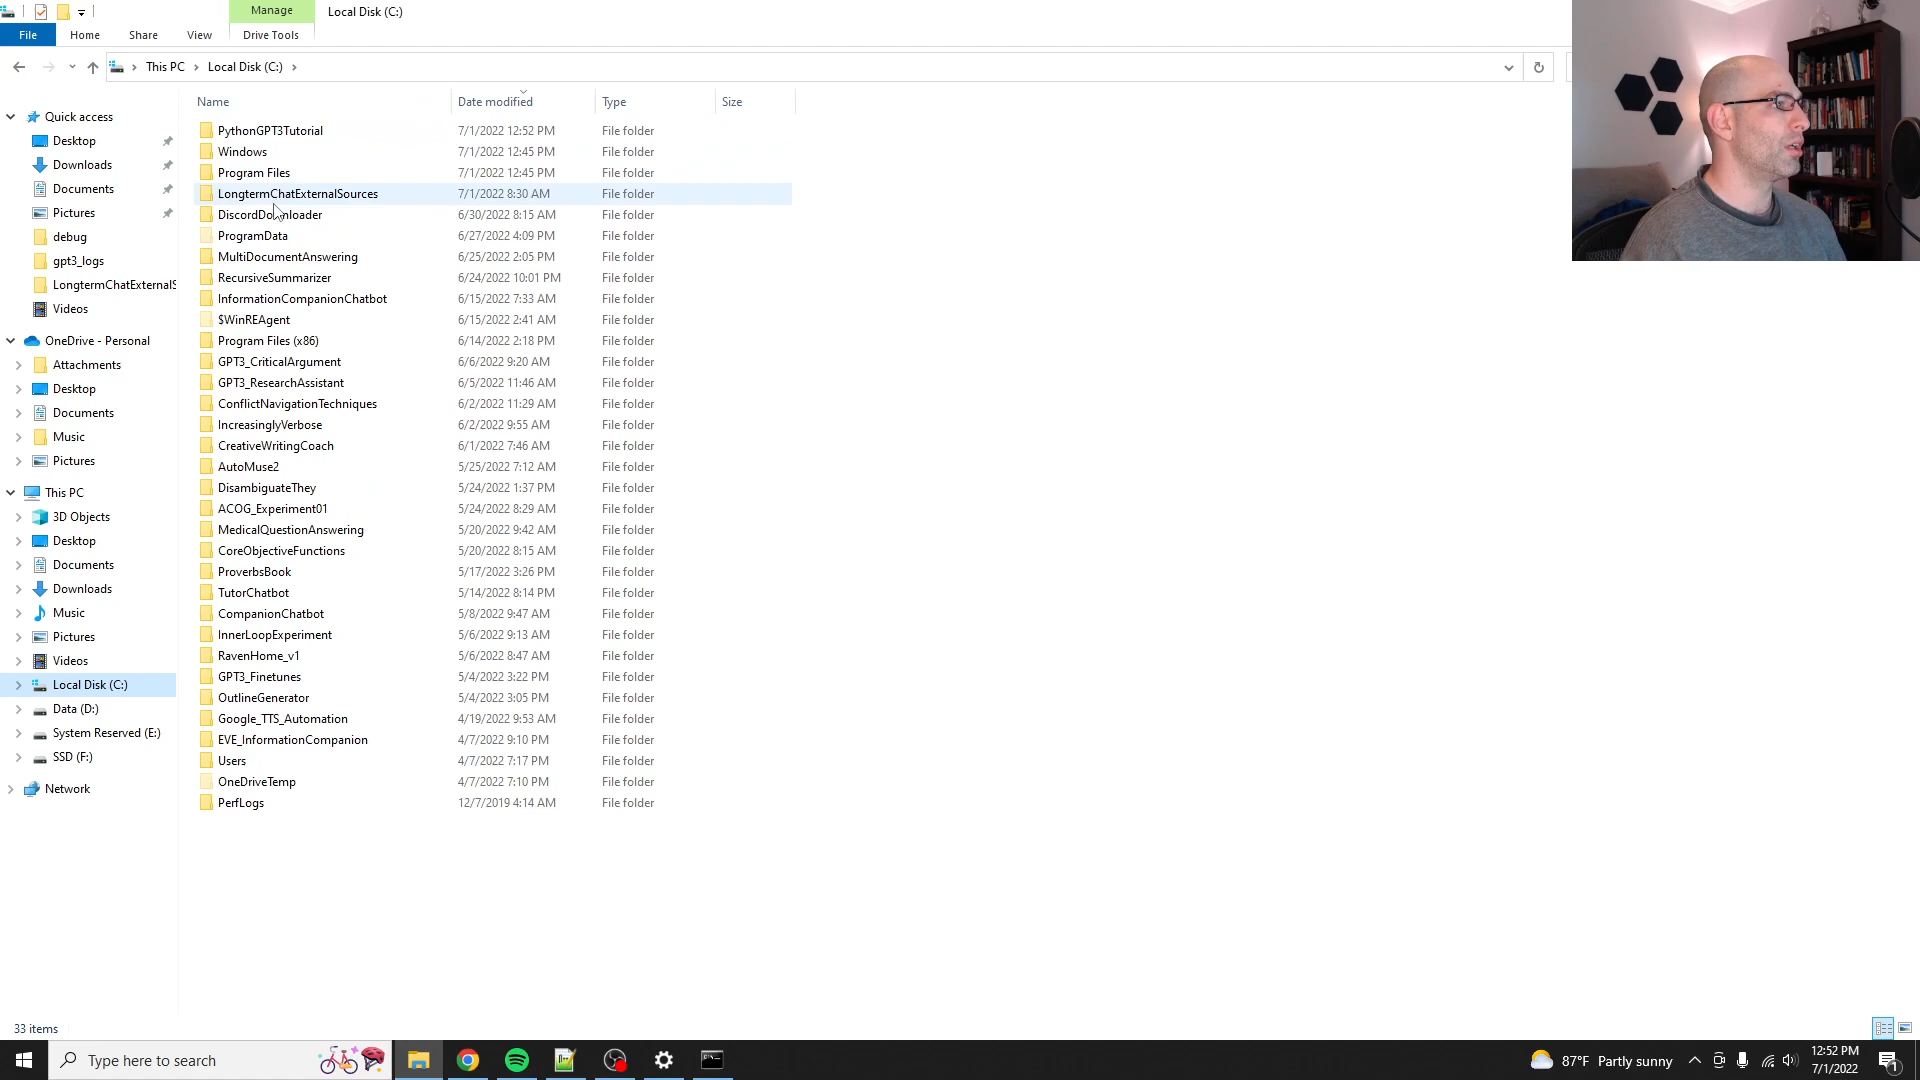 Manage
Local Disk (C:)
File
Home
Share
View
Drive Tools
This PC
Local Disk (C:)
Name
Date modified
Type
Size
PythonGPT3Tutorial 7/1/2022 12:52 PM File folder
Windows 7/1/2022 12:45 PM File folder
Program Files 7/1/2022 12:45 PM File folder
LongtermChatExternalSources 7/1/2022 8:30 AM File folder
DiscordDownloader 6/30/2022 8:15 AM File folder
ProgramData 6/27/2022 4:09 PM File folder
MultiDocumentAnswering 6/25/2022 2:05 PM File folder
RecursiveSummarizer 6/24/2022 10:01 PM File folder
InformationCompanionChatbot 6/15/2022 7:33 AM File folder
$WinREAgent 6/15/2022 2:41 AM File folder
Program Files (x86) 6/14/2022 2:18 PM File folder
GPT3_CriticalArgument 6/6/2022 9:20 AM File folder
GPT3_ResearchAssistant 6/5/2022 11:46 AM File folder
ConflictNavigationTechniques 6/2/2022 11:29 AM File folder
IncreasinglyVerbose 6/2/2022 9:55 AM File folder
CreativeWritingCoach 6/1/2022 7:46 AM File folder
AutoMuse2 5/25/2022 7:12 AM File folder
DisambiguateThey 5/24/2022 1:37 PM File folder
ACOG_Experiment01 5/24/2022 8:29 AM File folder
MedicalQuestionAnswering 5/20/2022 9:42 AM File folder
CoreObjectiveFunctions 5/20/2022 8:15 AM File folder
ProverbsBook 5/17/2022 3:26 PM File folder
TutorChatbot 5/14/2022 8:14 PM File folder
CompanionChatbot 5/8/2022 9:47 AM File folder
InnerLoopExperiment 5/6/2022 9:13 AM File folder
RavenHome_v1 5/6/2022 8:47 AM File folder
GPT3_Finetunes 5/4/2022 3:22 PM File folder
OutlineGenerator 5/4/2022 3:05 PM File folder
Google_TTS_Automation 4/19/2022 9:53 AM File folder
EVE_InformationCompanion 4/7/2022 9:10 PM File folder
Users 4/7/2022 7:17 PM File folder
OneDriveTemp 4/7/2022 7:10 PM File folder
PerfLogs 12/7/2019 4:14 AM File folder
Quick access
Desktop
Downloads
Documents
Pictures
debug
gpt3_logs
LongtermChatExternalS
Videos
OneDrive - Personal
Attachments
Desktop
Documents
Music
Pictures
This PC
3D Objects
Desktop
Documents
Downloads
Music
Pictures
Videos
Local Disk (C:)
Data (D:)
System Reserved (E:)
SSD (F:)
Network
33 items
Type here to search
87°F Partly sunny
12:52 PM
7/1/2022
1